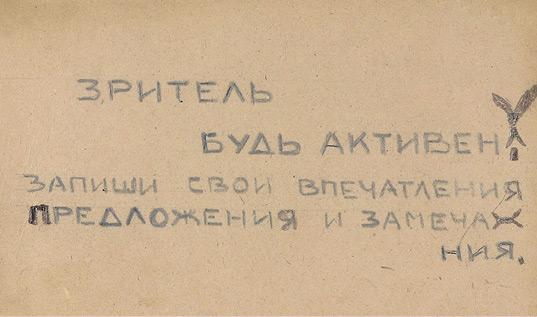 ЗРИТЕЛЬ
БУДЬ АКТИВЕН!
ЗАПИШИ СВОИ ВПЕЧАТЛЕНИЯ
ПРЕДЛОЖЕНИЯ И ЗАМЕЧА
НИЯ.